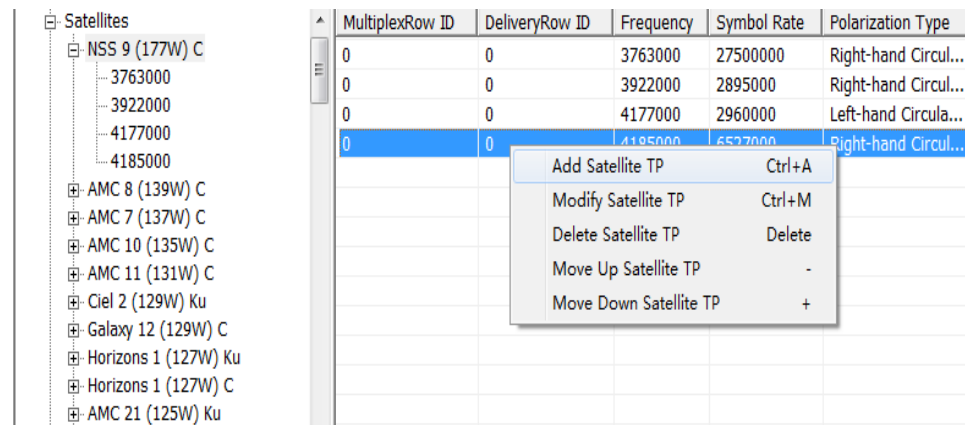 Satellites
NSS 9 (177W) C
3763000
3922000
4177000
4185000
AMC 8 (139W) C
AMC 7 (137W) C
AMC 10 (135W) C
AMC 11 (131W) C
Ciel 2 (129W) Ku
Galaxy 12 (129W) C
Horizons 1 (127W) Ku
Horizons 1 (127W) C
AMC 21 (125W) Ku
MultiplexRow ID DeliveryRow ID Frequency Symbol Rate Polarization Type
0 0 3763000 27500000 Right-hand Circul...
0 0 3922000 2895000 Right-hand Circul...
0 0 4177000 2960000 Left-hand Circula...
0 0 4185000 6527000 Right-hand Circul...
Add Satellite TP Ctrl+A
Modify Satellite TP Ctrl+M
Delete Satellite TP Delete
Move Up Satellite TP -
Move Down Satellite TP +